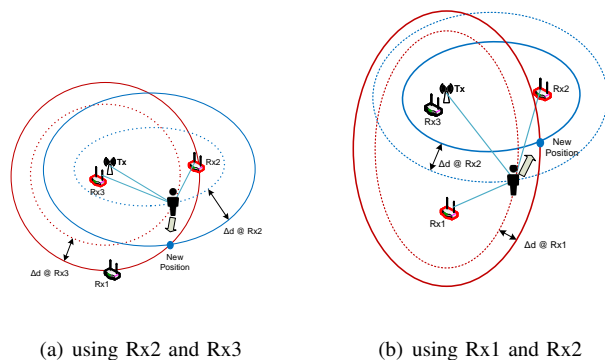 Tx
Rx2
Rx3
New
Position
Δd @ Rx2
Δd @ Rx3
Rx1
(a) using Rx2 and Rx3
Tx
Rx2
Rx3
New
Position
Δd @ Rx2
Rx1
Δd @ Rx1
(b) using Rx1 and Rx2